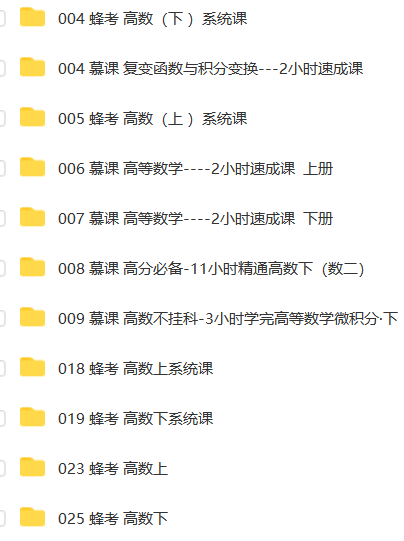 004 蜂考 高数（下 ）系统课
004 慕课 复变函数与积分变换---2小时速成课
005 蜂考 高数（上 ）系统课
006 慕课 高等数学----2小时速成课  上册
007 慕课 高等数学----2小时速成课  下册
008 慕课 高分必备-11小时精通高数下（数二）
009 慕课 高数不挂科-3小时学完高等数学微积分·下
018 蜂考 高数上系统课
019 蜂考 高数下系统课
023 蜂考 高数上
025 蜂考 高数下